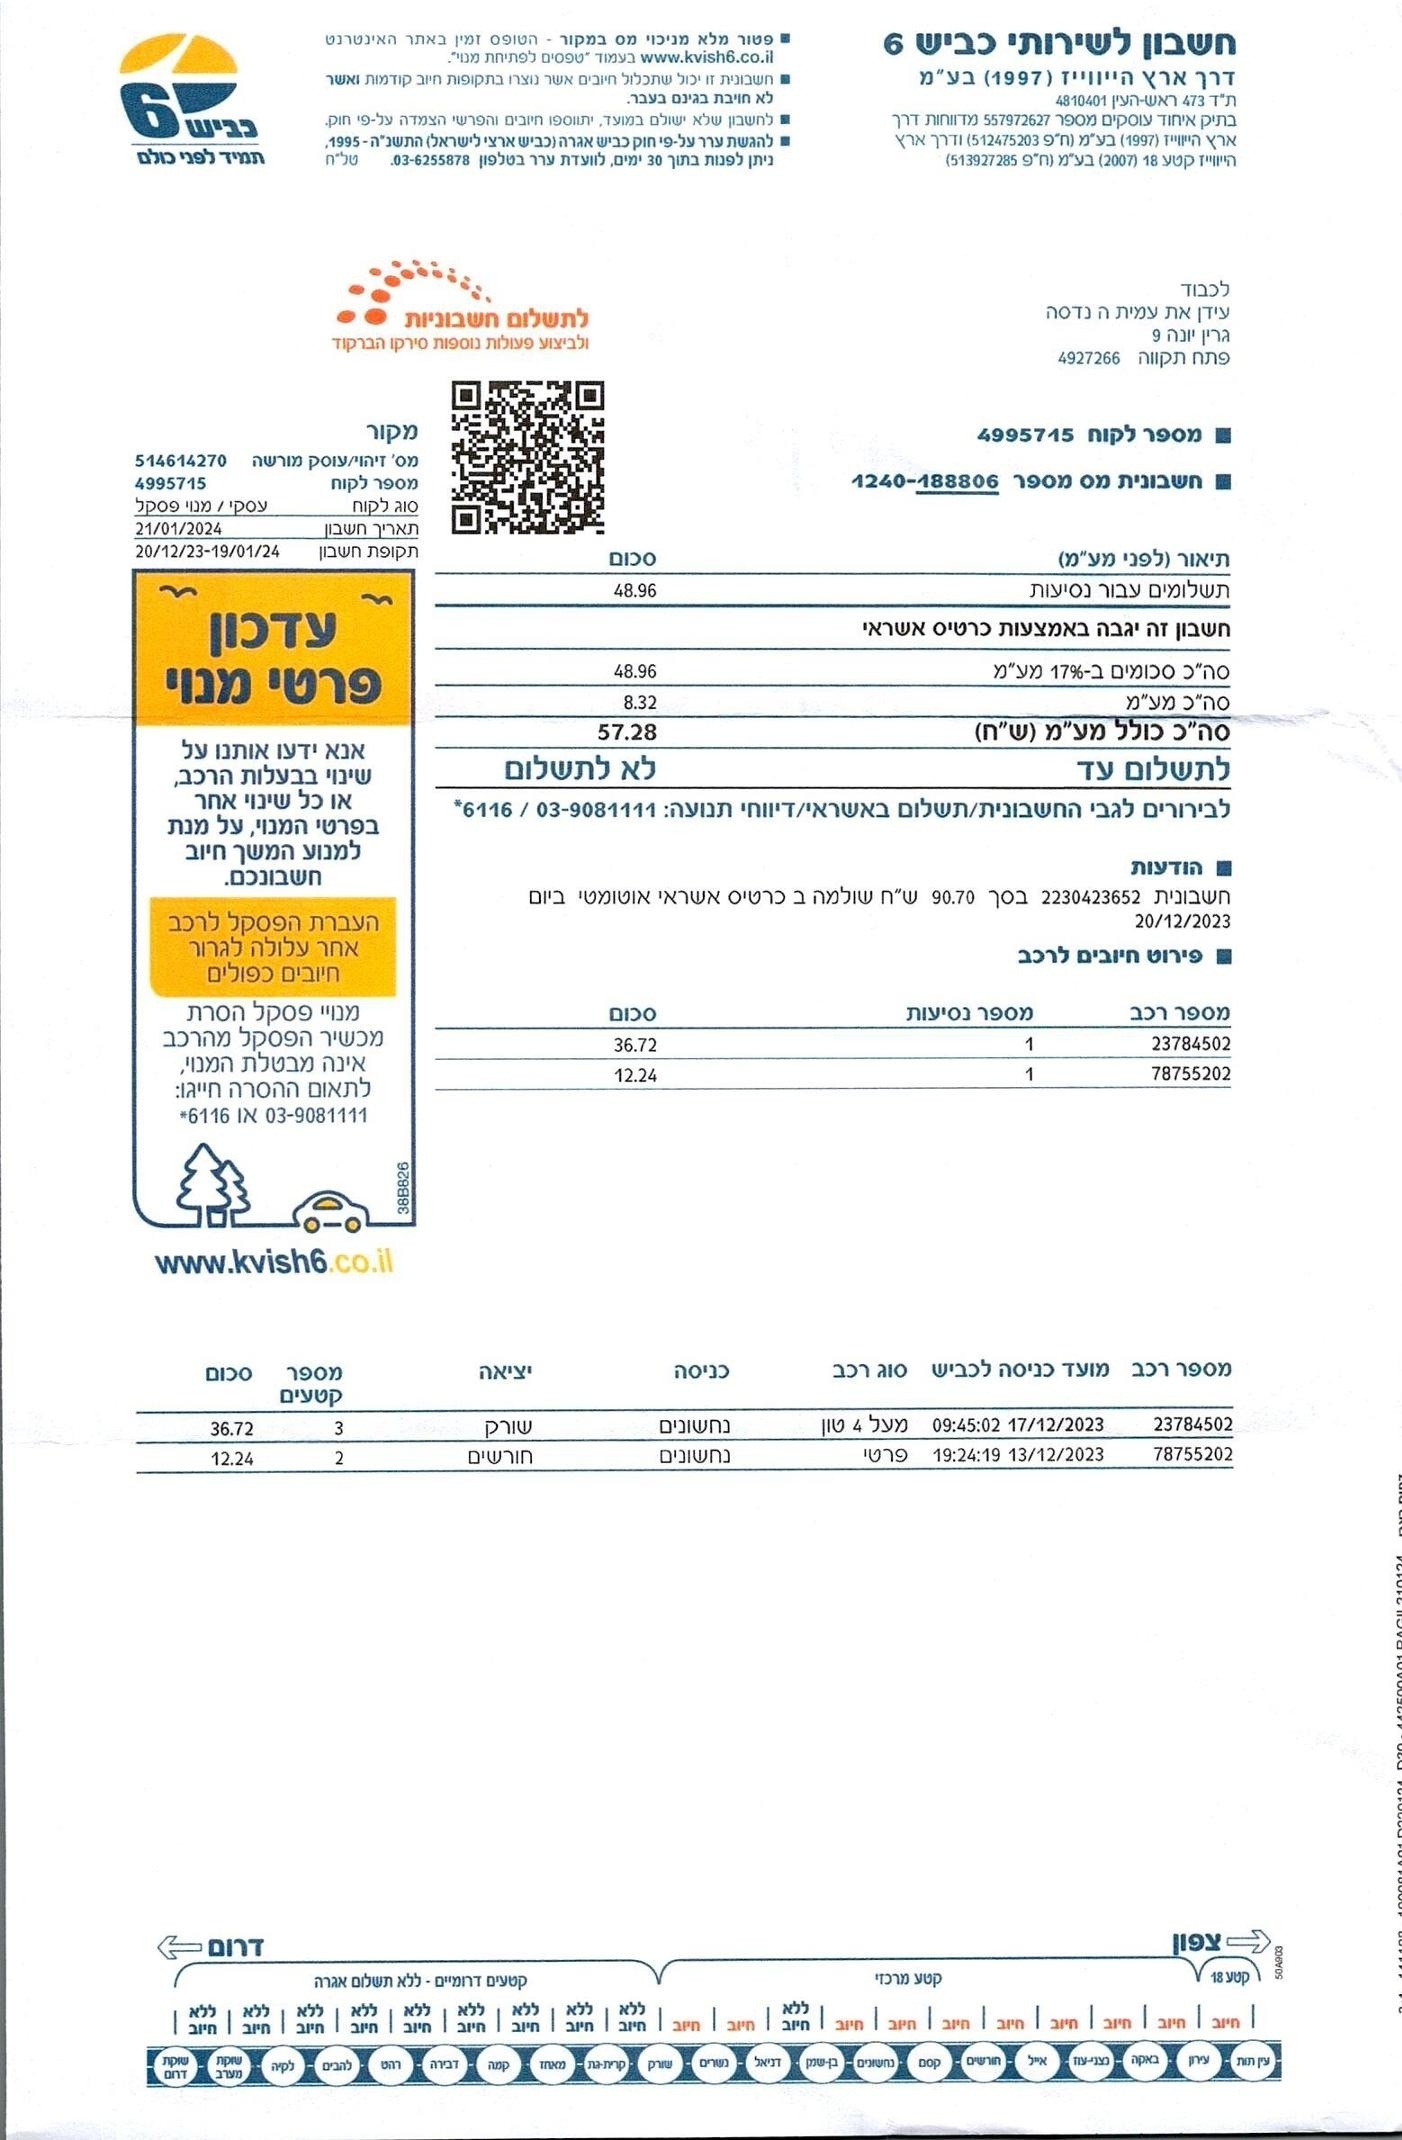 חשבון לשירותי כביש 6
דרך ארץ הייווייז (1997) בע"מ
ת"ד 473 ראש-העין 4810401
בתיק איחוד עוסקים מספר 557972627 מדווחות דרך
ארץ הייווייז (1997) בע"מ (ח"פ 512475203) ודרך ארץ
הייווייז קטע 18 (2007) בע"מ (ח"פ 513927285)
■ פטור מלא מניכוי מס במקור - הטופס זמין באתר האינטרנט
www.kvish6.co.il בעמוד "טפסים לפתיחת מנוי".
■ חשבונית זו יכול שתכלול חיובים אשר נוצרו בתקופות חיוב קודמות ואשר
לא חויבת בגינם בעבר.
■ לחשבון שלא ישולם במועד, יתווספו חיובים והפרשי הצמדה על-פי חוק.
■ להגשת ערר על-פי חוק כביש אגרה (כביש ארצי לישראל) התשנ"ה - 1995,
ניתן לפנות בתוך 30 ימים, לוועדת ערר בטלפון 03-6255878. טל"ח
6
כביש
תמיד לפני כולם
לכבוד
עידן את עמית ה נדסה
גרין יונה 9
פתח תקווה 4927266
לתשלום חשבוניות
ולביצוע פעולות נוספות סירקו הברקוד
■ מספר לקוח 4995715
■ חשבונית מס מספר 1240-188806
מקור
מס' זיהוי/עוסק מורשה 514614270
מספר לקוח 4995715
סוג לקוח עסקי / מנוי פסקל
תאריך חשבון 21/01/2024
תקופת חשבון 20/12/23-19/01/24
תיאור (לפני מע"מ) סכום
תשלומים עבור נסיעות 48.96
חשבון זה יגבה באמצעות כרטיס אשראי
סה"כ סכומים ב-17% מע"מ 48.96
סה"כ מע"מ 8.32
סה"כ כולל מע"מ (ש"ח) 57.28
לתשלום עד לא לתשלום
לבירורים לגבי החשבונית/תשלום באשראי/דיווחי תנועה: 03-9081111 / 6116*
■ הודעות
חשבונית 2230423652 בסך 90.70 ש"ח שולמה ב כרטיס אשראי אוטומטי ביום
20/12/2023
■ פירוט חיובים לרכב
מספר רכב מספר נסיעות סכום
23784502 1 36.72
78755202 1 12.24
עדכון
פרטי מנוי
אנא ידעו אותנו על
שינוי בבעלות הרכב,
או כל שינוי אחר
בפרטי המנוי, על מנת
למנוע המשך חיוב
חשבונכם.
העברת הפסקל לרכב
אחר עלולה לגרור
חיובים כפולים
מנויי פסקל הסרת
מכשיר הפסקל מהרכב
אינה מבטלת המנוי,
לתאום ההסרה חייגו:
03-9081111 או 6116*
38B826
www.kvish6.co.il
מספר רכב מועד כניסה לכביש סוג רכב כניסה יציאה מספר קטעים סכום
23784502 17/12/2023 09:45:02 מעל 4 טון נחשונים שורק 3 36.72
78755202 13/12/2023 19:24:19 פרטי נחשונים חורשים 2 12.24
צפון דרום
50A903
קטע 18 קטע מרכזי קטעים דרומיים - ללא תשלום אגרה
חיוב חיוב חיוב חיוב חיוב חיוב חיוב חיוב ללא חיוב חיוב חיוב ללא חיוב ללא חיוב ללא חיוב ללא חיוב ללא חיוב ללא חיוב ללא חיוב ללא חיוב ללא חיוב
עין תות עירון באקה נצני-עוז אייל חורשים קסם נחשונים בן-שמן דניאל נשרים שורק קרית-גת מאחז קמה דבירה רהט להבים לקיה שוקת מערב שוקת דרום